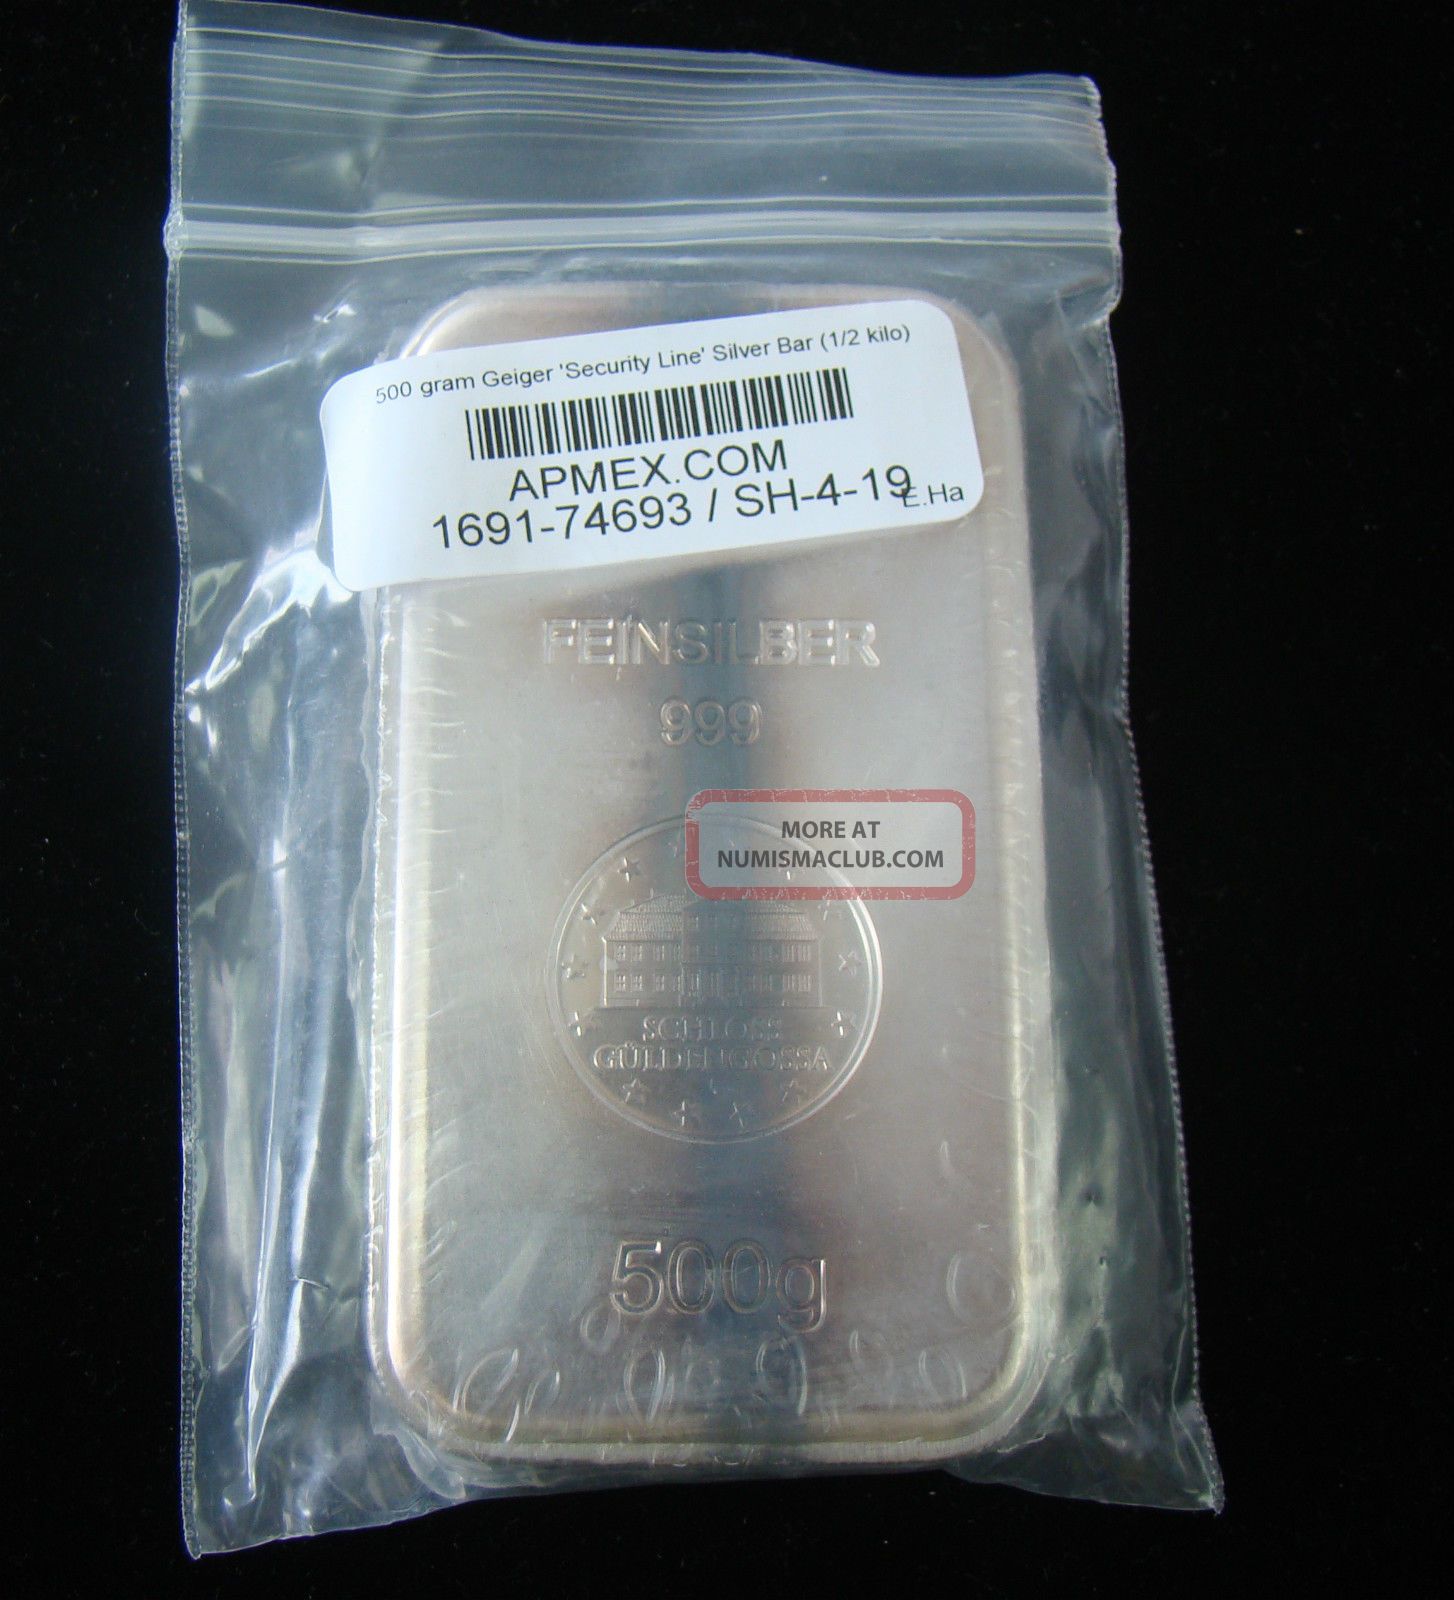 500 gram Geiger 'Security Line' Silver Bar (1/2 kilo)
APMEX.COM
1691-74693 / SH-4-19
E.Ha
FEINSILBER
999
MORE AT
NUMISMACLUB.COM
SCHLOSS
GÜLDENGOSSA
500g